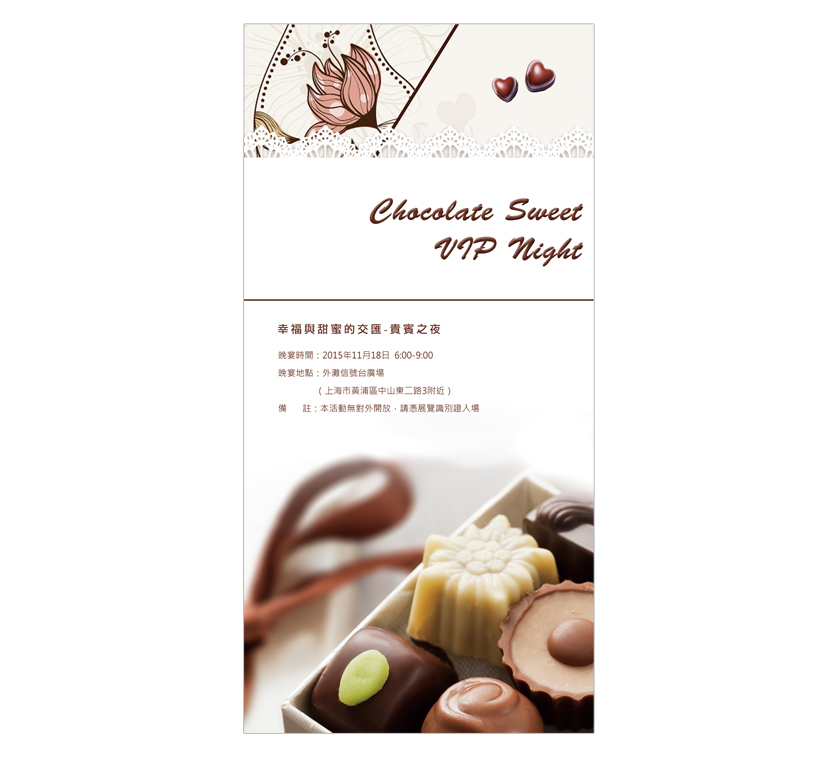 Chocolate Sweet
VIP Night
幸福與甜蜜的交匯-貴賓之夜
晚宴時間：2015年11月18日 6:00-9:00
晚宴地點：外灘信號台廣場
（上海市黃浦區中山東二路3附近）
備　註：本活動無對外開放，請憑展覽識別證入場